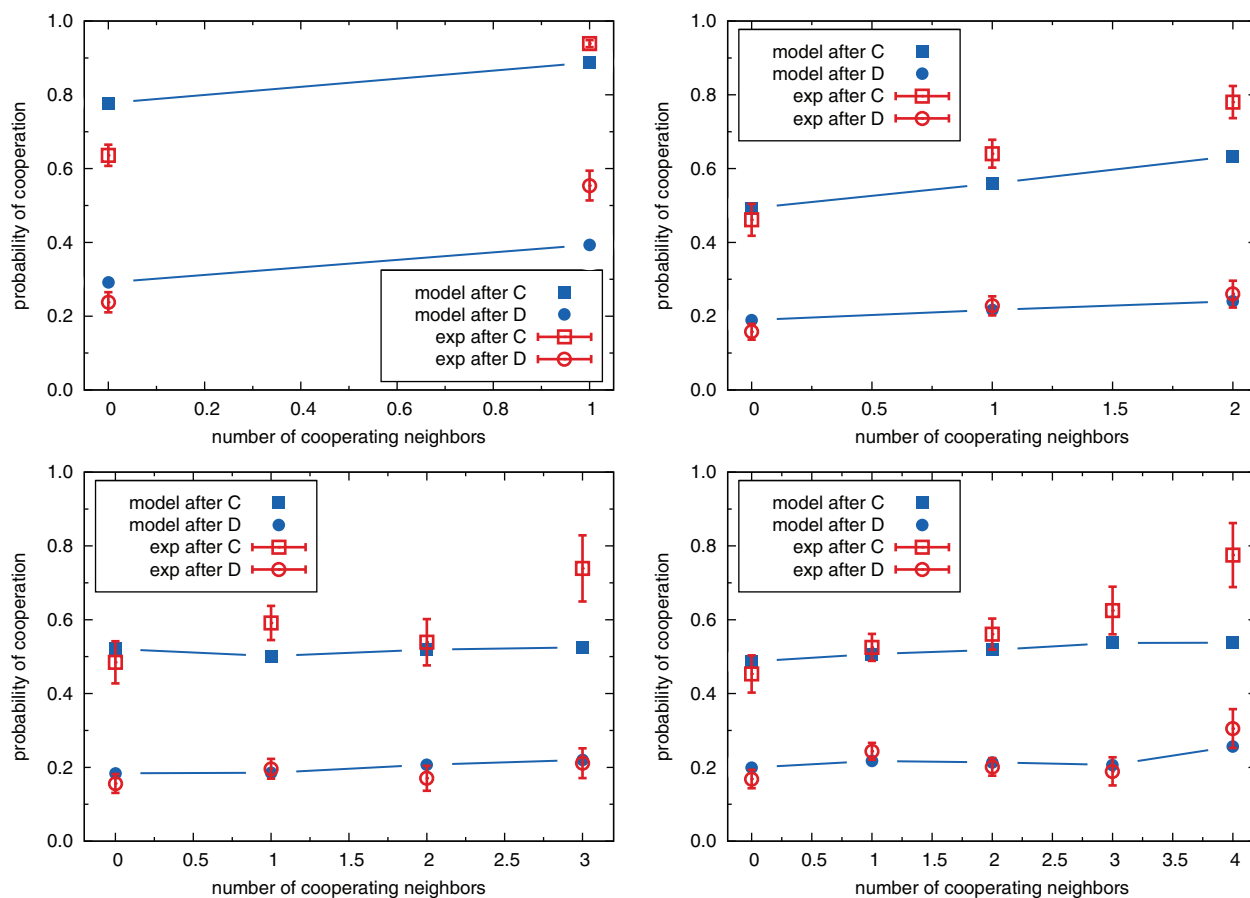 1.0
0.8
0.6
0.4
0.2
0.0
probability of cooperation
model after C
model after D
exp after C
exp after D
0 0.2 0.4 0.6 0.8 1
number of cooperating neighbors
1.0
0.8
0.6
0.4
0.2
0.0
probability of cooperation
model after C
model after D
exp after C
exp after D
0 0.5 1 1.5 2
number of cooperating neighbors
1.0
0.8
0.6
0.4
0.2
0.0
probability of cooperation
model after C
model after D
exp after C
exp after D
0 0.5 1 1.5 2 2.5 3
number of cooperating neighbors
1.0
0.8
0.6
0.4
0.2
0.0
probability of cooperation
model after C
model after D
exp after C
exp after D
0 0.5 1 1.5 2 2.5 3 3.5 4
number of cooperating neighbors